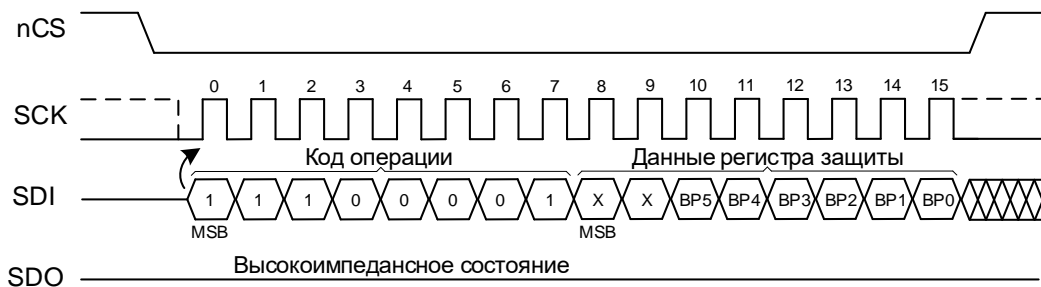 nCS
0 1 2 3 4 5 6 7 8 9 10 11 12 13 14 15
SCK
Код операции Данные регистра защиты
SDI 1 1 1 0 0 0 0 1 X X BP5 BP4 BP3 BP2 BP1 BP0
MSB MSB
Высокоимпедансное состояние
SDO